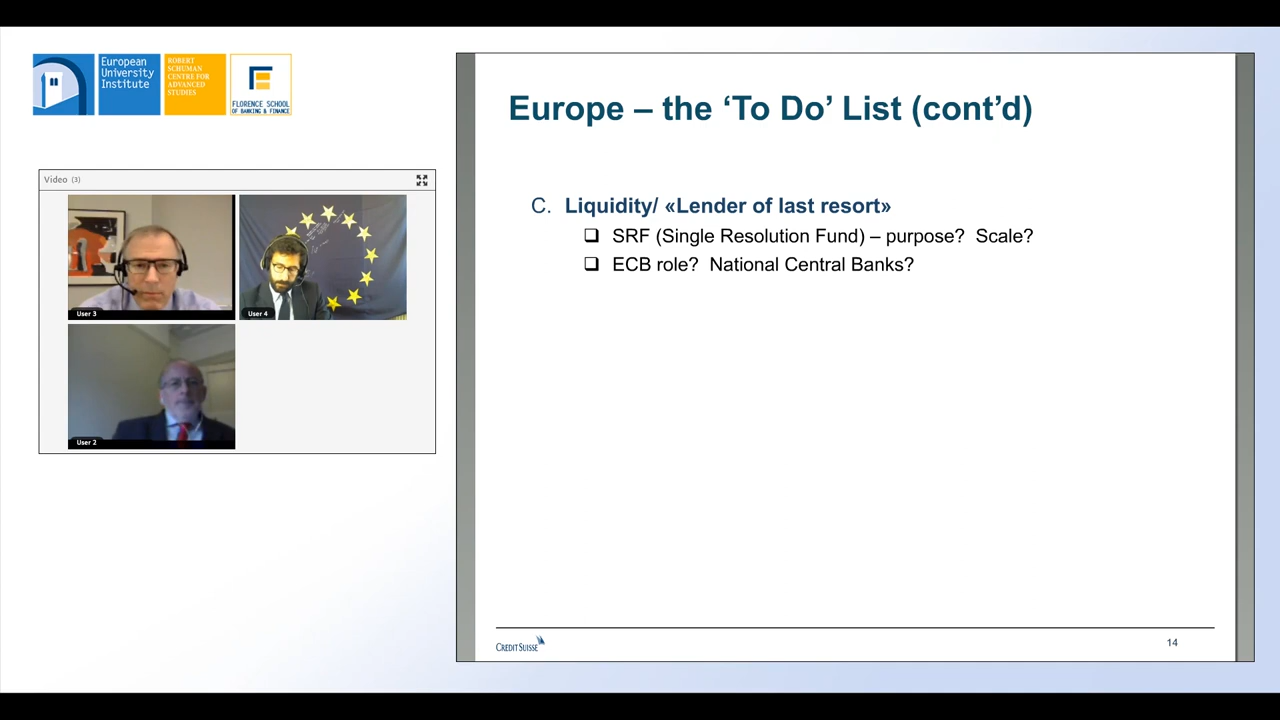 European
University
Institute
ROBERT
SCHUMAN
CENTRE FOR
ADVANCED
STUDIES
FLORENCE SCHOOL
OF BANKING & FINANCE
Video (3)
User 3
User 4
User 2
Europe – the ‘To Do’ List (cont’d)
C. Liquidity/ «Lender of last resort»
❑ SRF (Single Resolution Fund) – purpose? Scale?
❑ ECB role? National Central Banks?
CREDIT SUISSE
14